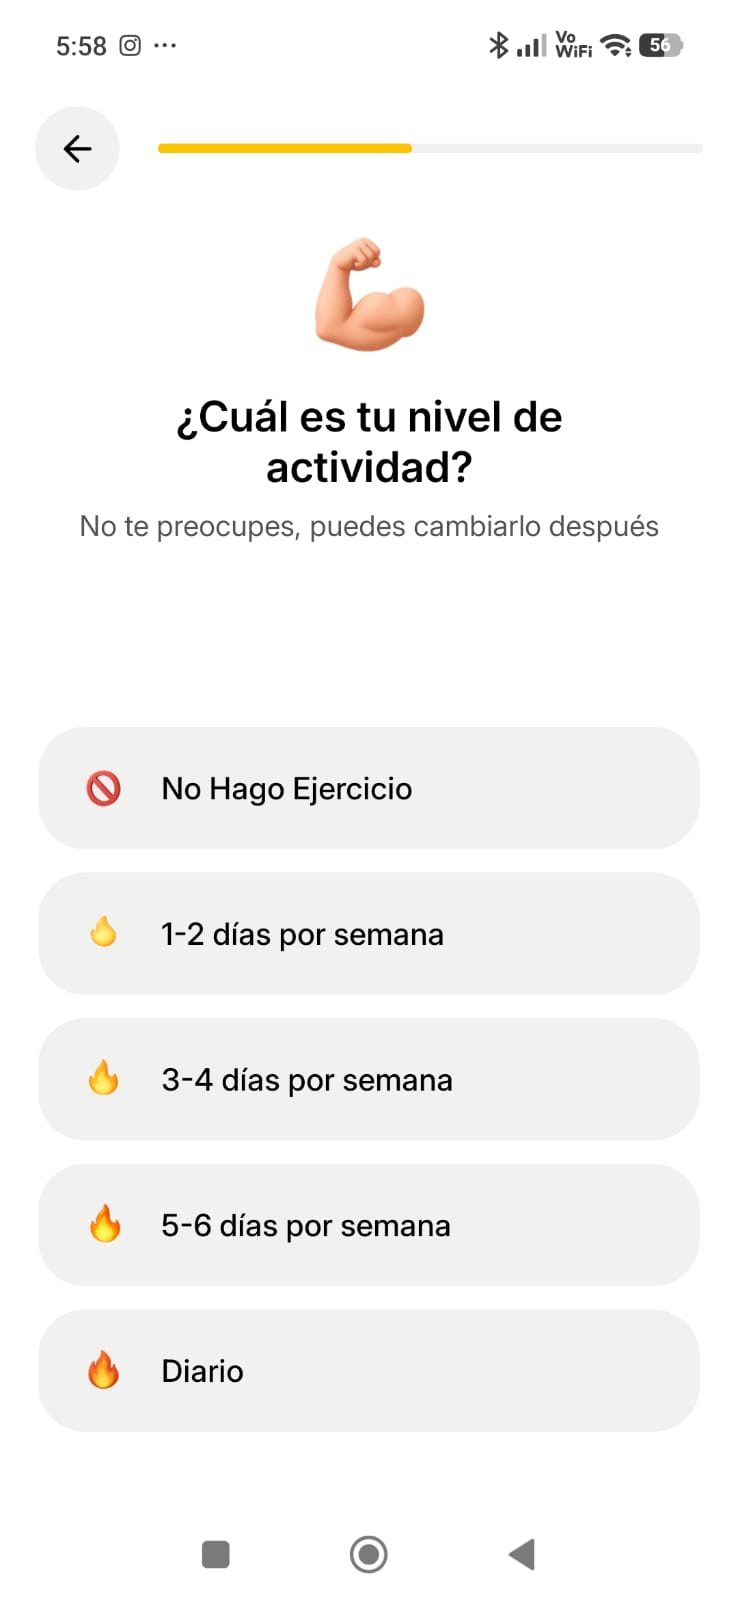 5:58
Vo
WiFi
56
¿Cuál es tu nivel de
actividad?
No te preocupes, puedes cambiarlo después
No Hago Ejercicio
1-2 días por semana
3-4 días por semana
5-6 días por semana
Diario